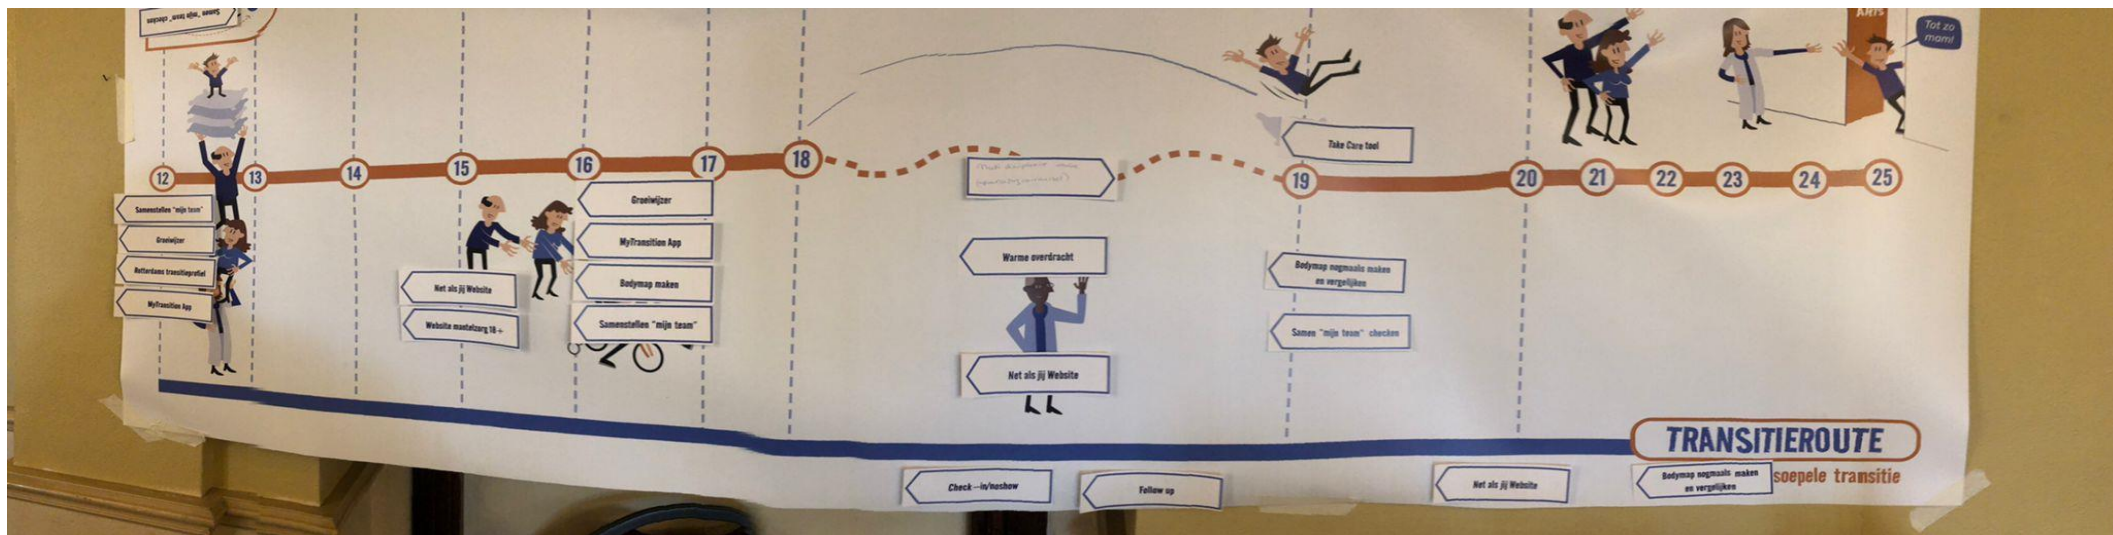 Samen "mijn team" checken
ARTS
Tot zo
mam!
12
13
14
15
16
17
18
19
20
21
22
23
24
25
Take Care tool
Samenstellen "mijn team"
Groeiwijzer
Rotterdams transitieprofiel
MyTransition App
Net als jij Website
Website mantelzorg 18+
Groeiwijzer
MyTransition App
Bodymap maken
Samenstellen "mijn team"
Warme overdracht
Net als jij Website
Bodymap nogmaals maken
en vergelijken
Samen "mijn team" checken
TRANSITIEROUTE
soepele transitie
Check-in/noshow
Follow up
Net als jij Website
Bodymap nogmaals maken
en vergelijken